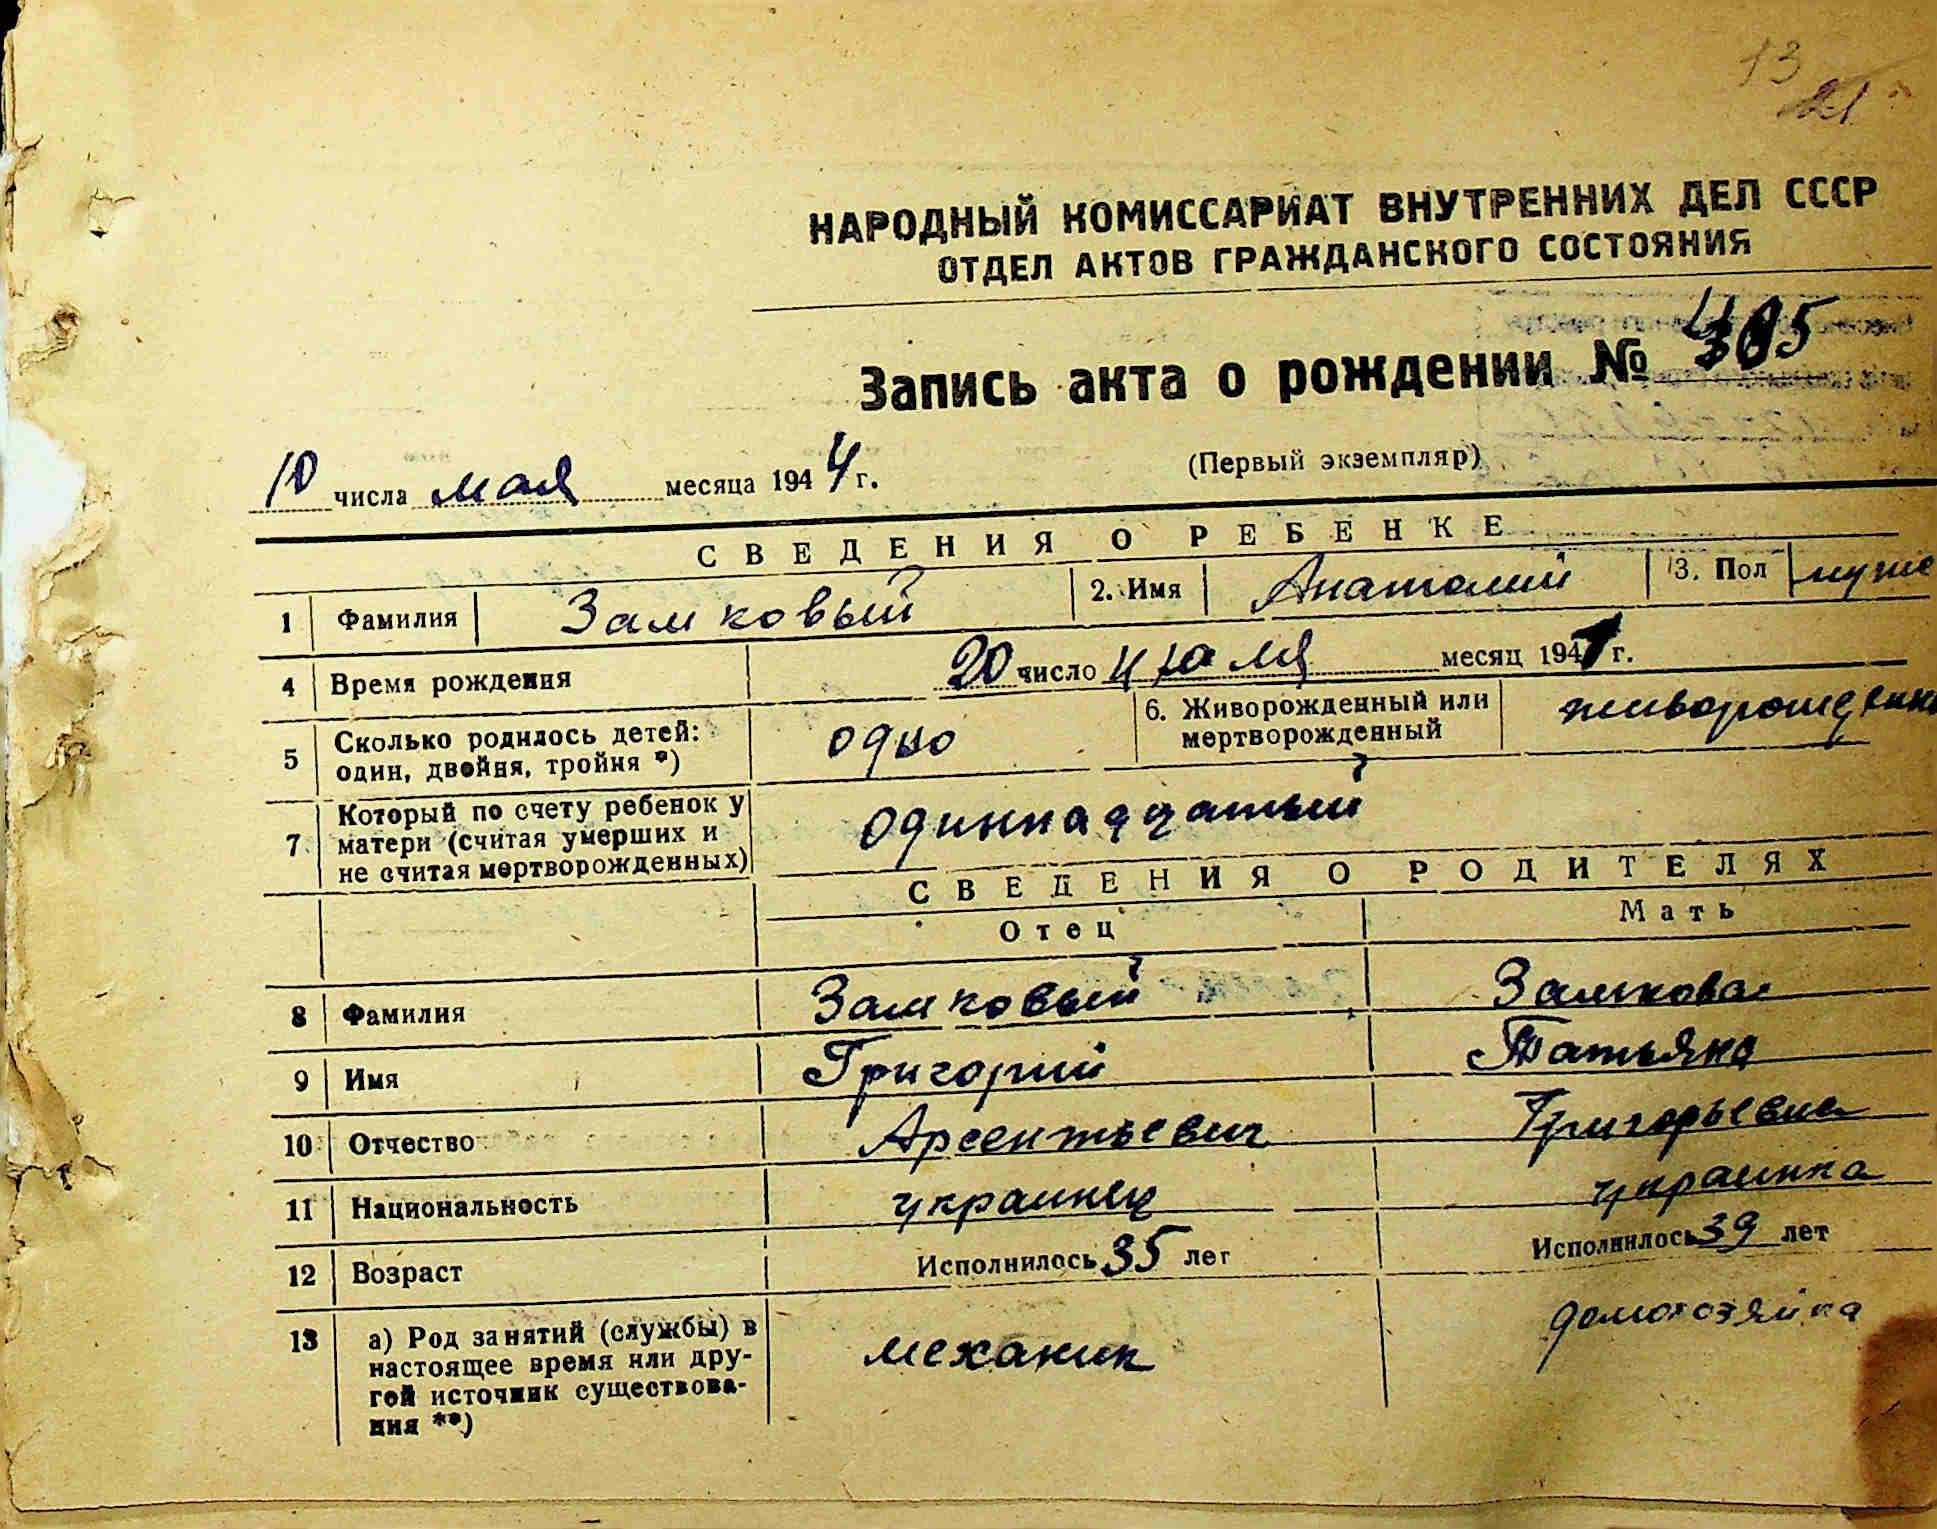 13
21
НАРОДНЫЙ КОМИССАРИАТ ВНУТРЕННИХ ДЕЛ СССР
ОТДЕЛ АКТОВ ГРАЖДАНСКОГО СОСТОЯНИЯ
Запись акта о рождении №
(Первый экземпляр)
10 числа мая месяца 1944 г.
СВЕДЕНИЯ О РЕБЕНКЕ
1 Фамилия Замковый 2. Имя Анатолий 3. Пол муж
4 Время рождения 20 число июля месяц 1941 г.
5 Сколько родилось детей: один, двойня, тройня *) одно 6. Живорожденный или мертворожденный живорожденн
7. Который по счету ребенок у матери (считая умерших и не считая мертворожденных) одиннадцатый
СВЕДЕНИЯ О РОДИТЕЛЯХ
Отец Мать
8 Фамилия Замковый Замковая
9 Имя Григорий Татьяна
10 Отчество Арсентьевич Григорьевна
11 Национальность украинец украинка
12 Возраст Исполнилось 35 лет Исполнилось 39 лет
13 а) Род занятий (службы) в настоящее время или другой источник существования **) механик домохозяйка